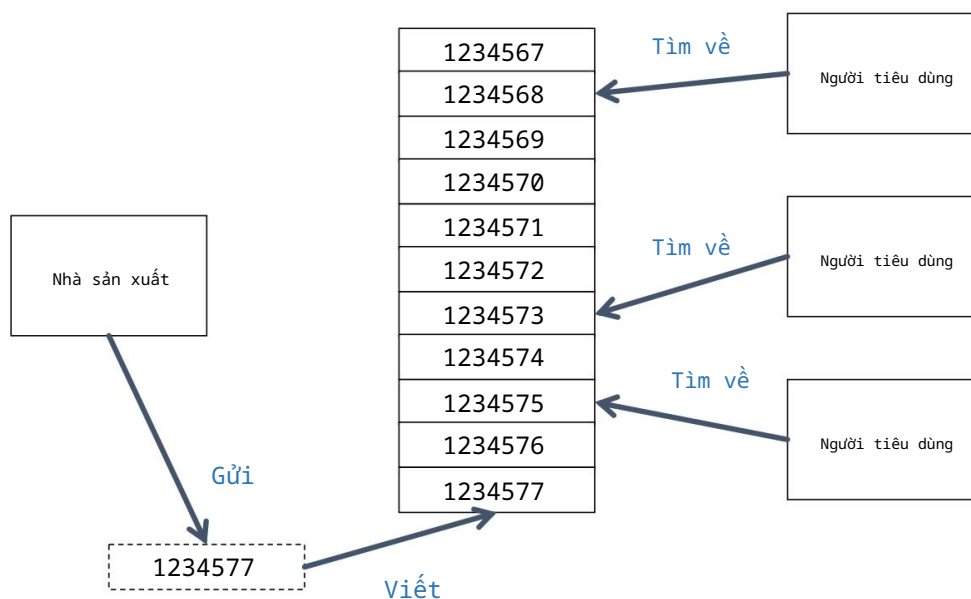 1234567
1234568
1234569
1234570
1234571
1234572
1234573
1234574
1234575
1234576
1234577
Tìm về
Người tiêu dùng
Tìm về
Người tiêu dùng
Tìm về
Người tiêu dùng
Nhà sản xuất
Gửi
1234577
Viết